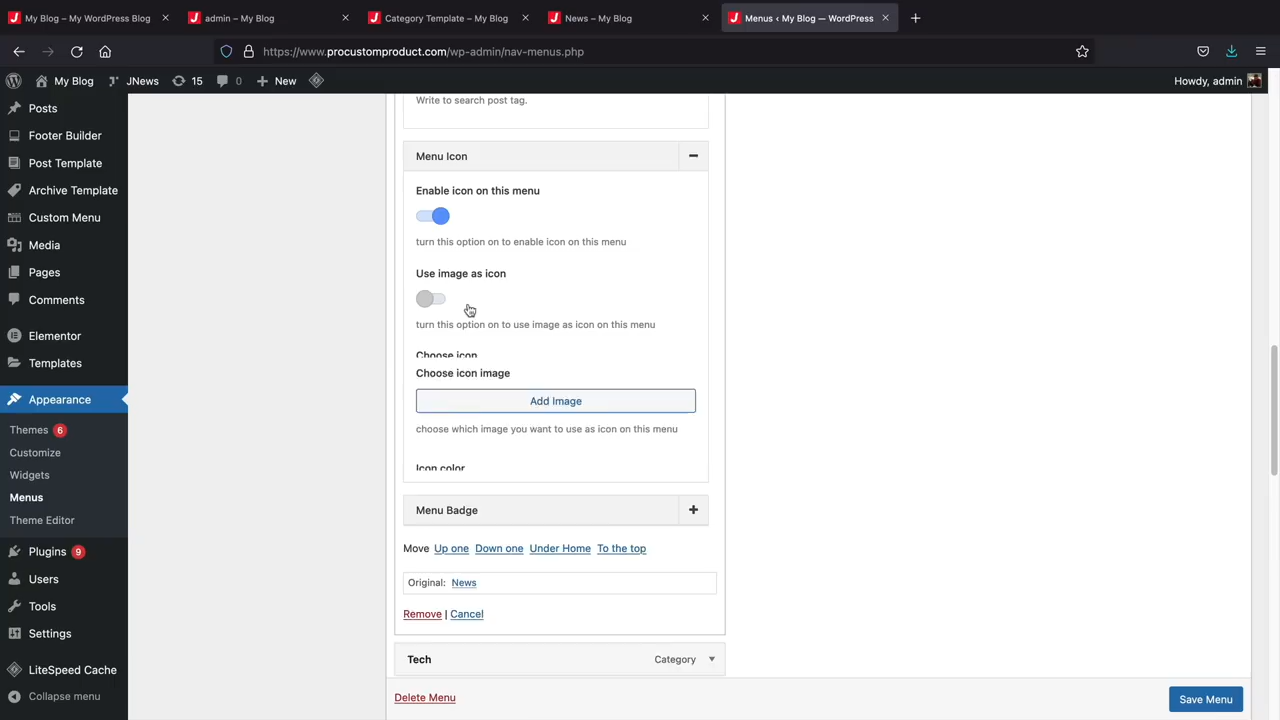 My Blog – My WordPress Blog
admin – My Blog
Category Template – My Blog
News – My Blog
Menus ‹ My Blog — WordPress
https://www.procustomproduct.com/wp-admin/nav-menus.php
My Blog
JNews
15
0
New
Howdy, admin
Posts
Footer Builder
Post Template
Archive Template
Custom Menu
Media
Pages
Comments
Elementor
Templates
Appearance
Themes 6
Customize
Widgets
Menus
Theme Editor
Plugins 9
Users
Tools
Settings
LiteSpeed Cache
Collapse menu
Write to search post tag.
Menu Icon
Enable icon on this menu
turn this option on to enable icon on this menu
Use image as icon
turn this option on to use image as icon on this menu
Choose icon
Choose icon image
Add Image
choose which image you want to use as icon on this menu
Icon color
Menu Badge
Move Up one Down one Under Home To the top
Original: News
Remove | Cancel
Tech Category
Delete Menu
Save Menu